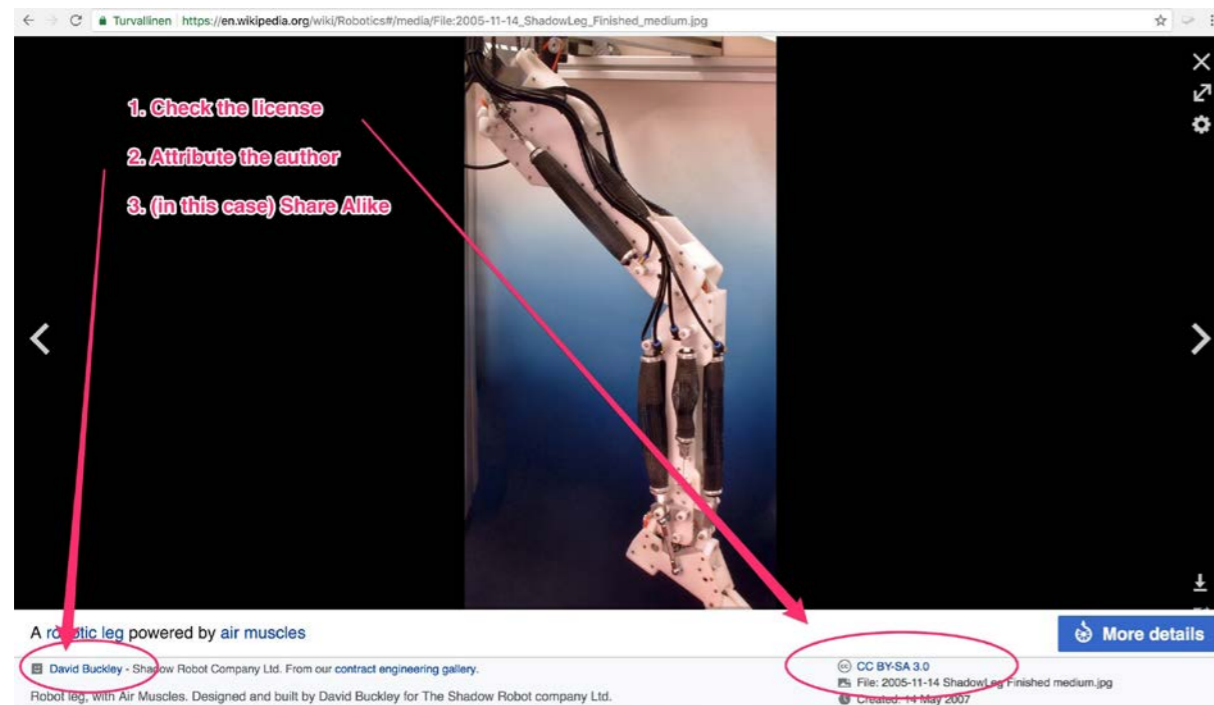 Turvallinen https://en.wikipedia.org/wiki/Robotics#/media/File:2005-11-14_ShadowLeg_Finished_medium.jpg
1. Check the license
2. Attribute the author
3. (in this case) Share Alike
A robotic leg powered by air muscles
More details
David Buckley - Shadow Robot Company Ltd. From our contract engineering gallery.
CC BY-SA 3.0
Robot leg, with Air Muscles. Designed and built by David Buckley for The Shadow Robot company Ltd.
File: 2005-11-14 ShadowLeg Finished medium.jpg
Created: 14 May 2007